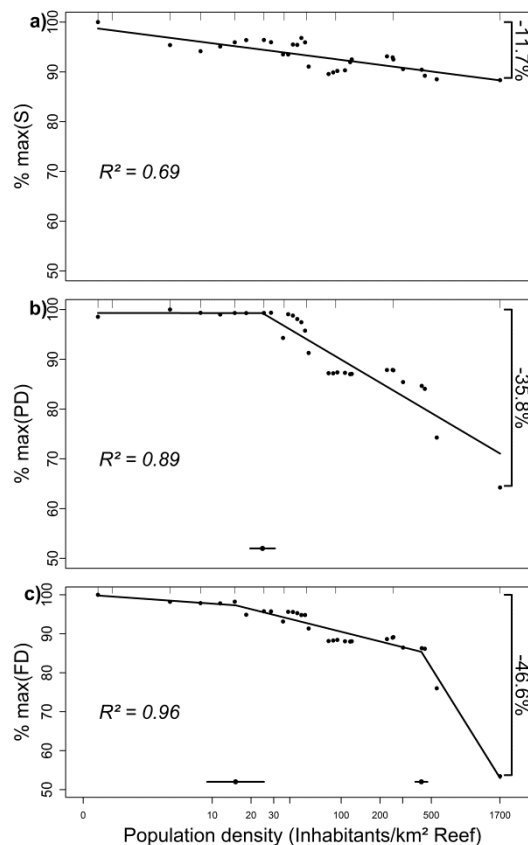 a)
% max(S)
100
90
80
70
60
50
R² = 0.69
-11.7%
b)
% max(PD)
100
90
80
70
60
50
R² = 0.89
-35.8%
c)
% max(FD)
100
90
80
70
60
50
R² = 0.96
-46.6%
0 10 20 30 100 200 500 1700
Population density (Inhabitants/km² Reef)